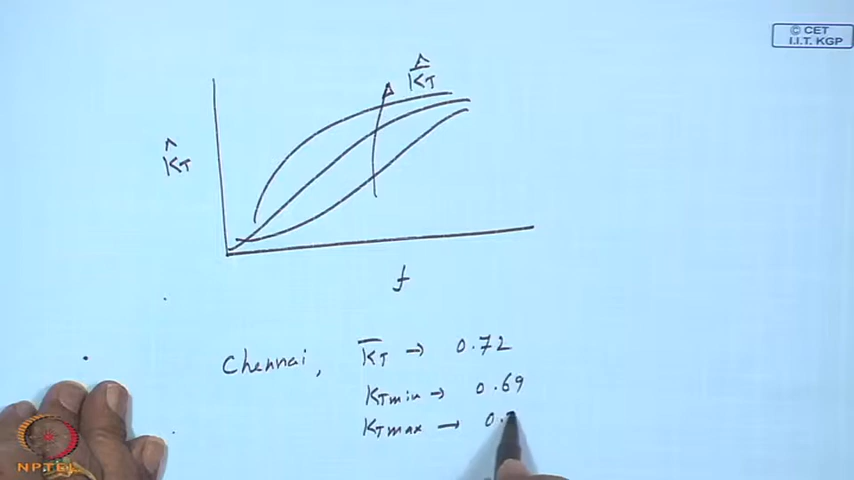 © CET
I.I.T. KGP
K̂T
K̂̅T
f
Chennai, K̅T → 0.72
KTmin → 0.69
KTmax → 0.
NPTEL